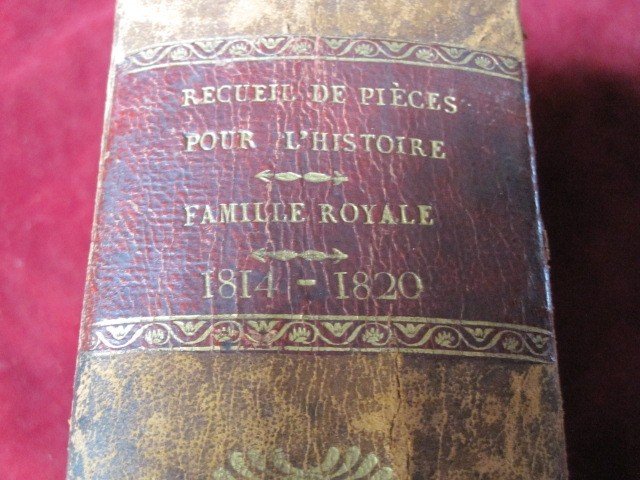 RECUEIL DE PIÈCES
POUR L'HISTOIRE
FAMILLE ROYALE
1814 - 1820